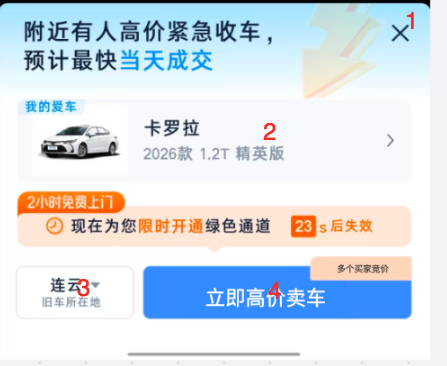 附近有人高价紧急收车，
1
预计最快当天成交
我的爱车
卡罗拉
2
2026款 1.2T 精英版
2小时免费上门
现在为您限时开通绿色通道 23 s后失效
多个买家竞价
连云
3
旧车所在地
立即高价卖车
4